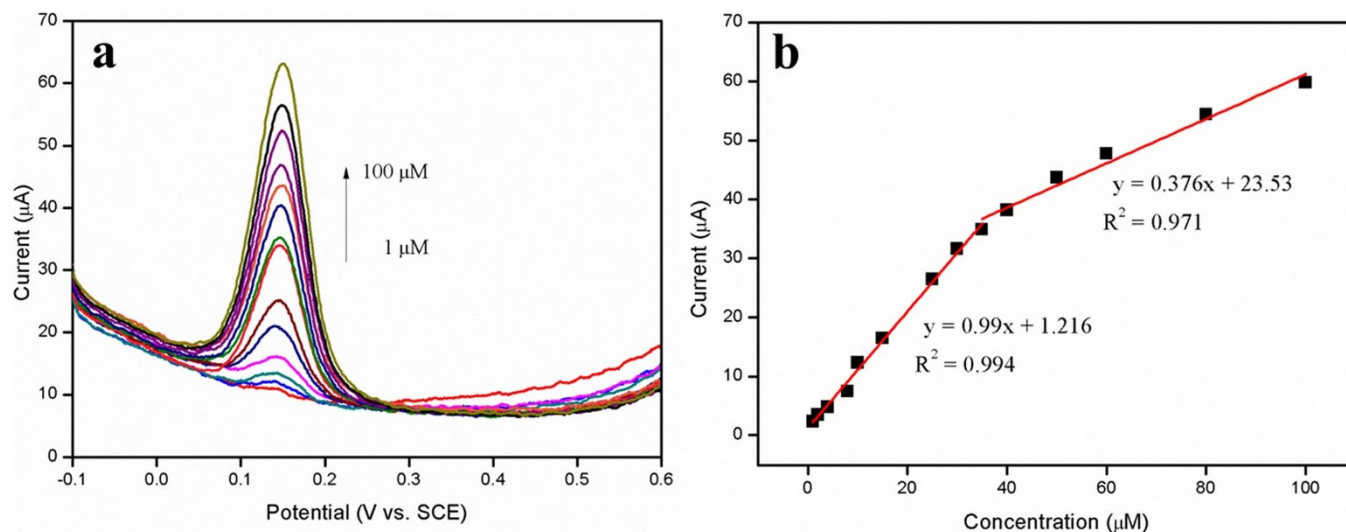 a
70
60
50
40
30
20
10
0
Current (μA)
100 μM
1 μM
-0.1 0.0 0.1 0.2 0.3 0.4 0.5 0.6
Potential (V vs. SCE)
b
70
60
50
40
30
20
10
0
Current (μA)
y = 0.376x + 23.53
R² = 0.971
y = 0.99x + 1.216
R² = 0.994
0 20 40 60 80 100
Concentration (μM)